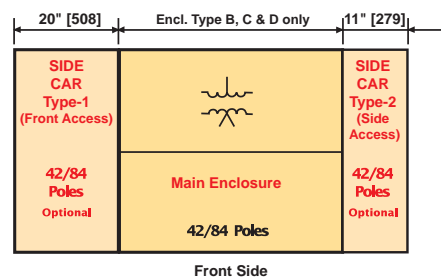 20" [508]
Encl. Type B, C & D only
11" [279]
SIDE
CAR
Type-1
(Front Access)
42/84
Poles
Optional
Main Enclosure
42/84 Poles
SIDE
CAR
Type-2
(Side
Access)
42/84
Poles
Optional
Front Side